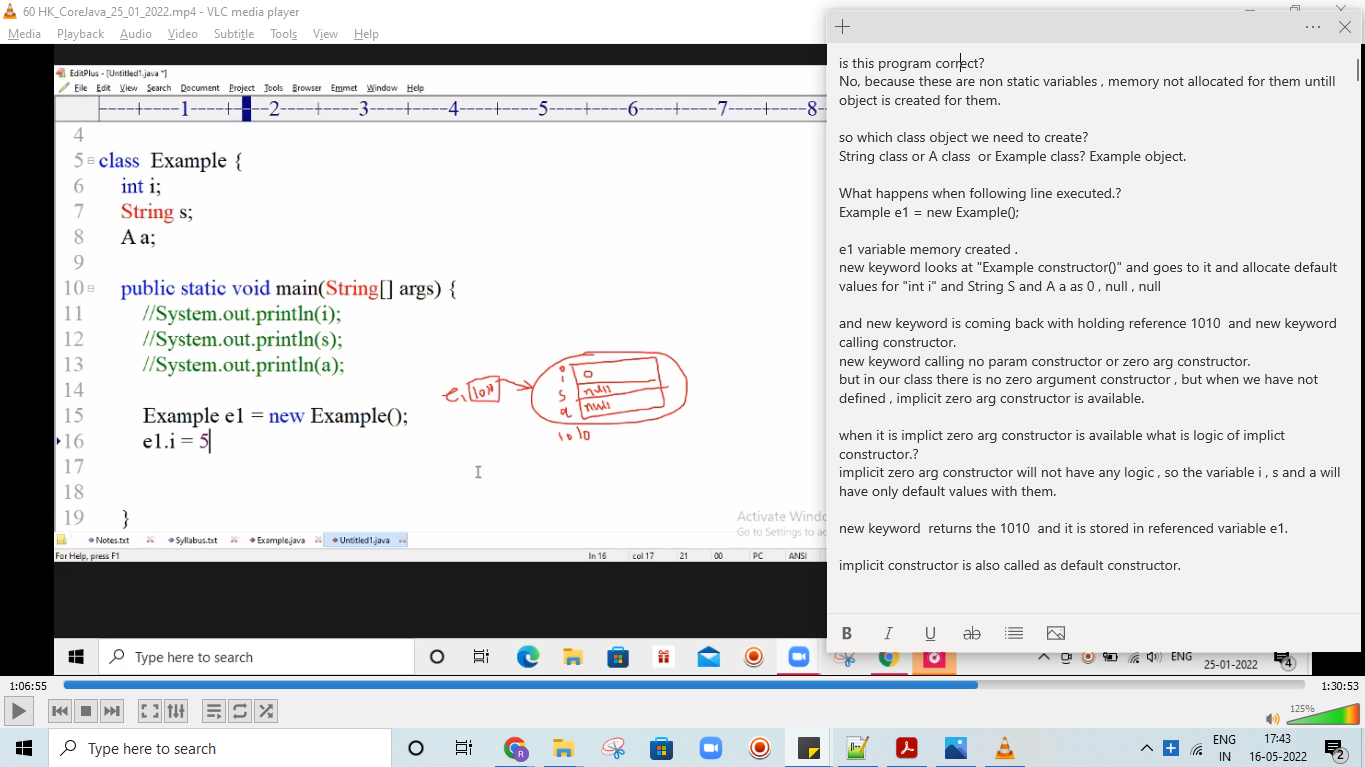 60 HK_CoreJava_25_01_2022.mp4 - VLC media player
Media Playback Audio Video Subtitle Tools View Help
EditPlus - [Untitled1.java *]
File Edit View Search Document Project Tools Browser Emmet Window Help
----+----1----+----2----+----3----+----4----+----5----+----6----+----7----+----8
4
5 class Example {
6 int i;
7 String s;
8 A a;
9
10 public static void main(String[] args) {
11 //System.out.println(i);
12 //System.out.println(s);
13 //System.out.println(a);
14
15 Example e1 = new Example();
16 e1.i = 5
17
18
19 }
e1 1010
i 0
s null
a null
1010
Activate Windo
Go to Settings to ac
Notes.txt Syllabus.txt Example.java Untitled1.java
For Help, press F1 ln 16 col 17 21 00 PC ANSI
is this program correct?
No, because these are non static variables , memory not allocated for them untill
object is created for them.
so which class object we need to create?
String class or A class or Example class? Example object.
What happens when following line executed.?
Example e1 = new Example();
e1 variable memory created .
new keyword looks at "Example constructor()" and goes to it and allocate default
values for "int i" and String S and A a as 0 , null , null
and new keyword is coming back with holding reference 1010 and new keyword
calling constructor.
new keyword calling no param constructor or zero arg constructor.
but in our class there is no zero argument constructor , but when we have not
defined , implicit zero arg constructor is available.
when it is implict zero arg constructor is available what is logic of implict
constructor.?
implicit zero arg constructor will not have any logic , so the variable i , s and a will
have only default values with them.
new keyword returns the 1010 and it is stored in referenced variable e1.
implicit constructor is also called as default constructor.
B I U ab
Type here to search
ENG
25-01-2022
4
1:06:55 1:30:53
125%
Type here to search
ENG
IN
17:43
16-05-2022
2